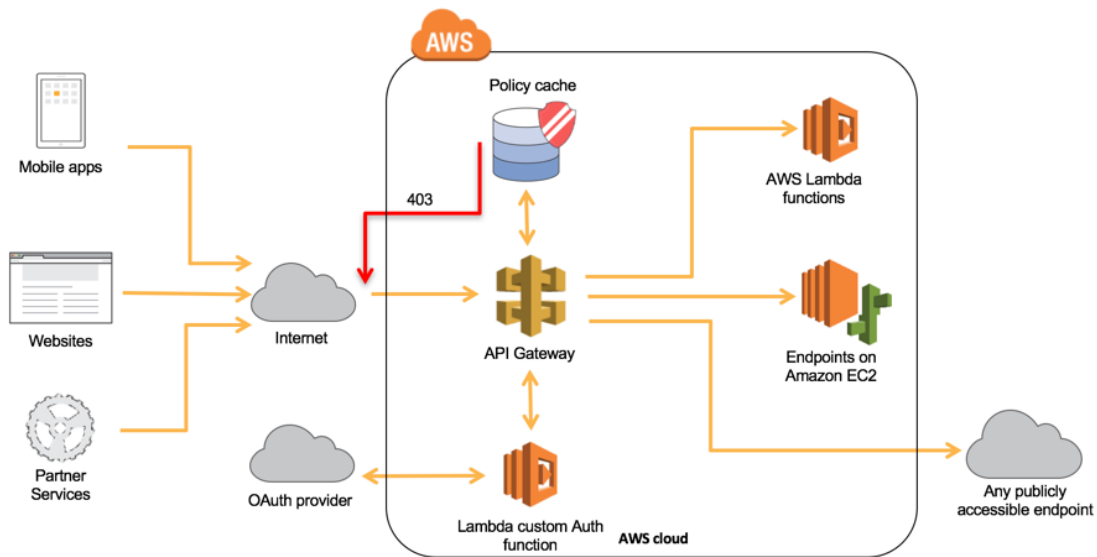 AWS
Policy cache
Mobile apps
403
AWS Lambda
functions
Websites
Internet
API Gateway
Endpoints on
Amazon EC2
Partner
Services
OAuth provider
Lambda custom Auth
function
AWS cloud
Any publicly
accessible endpoint